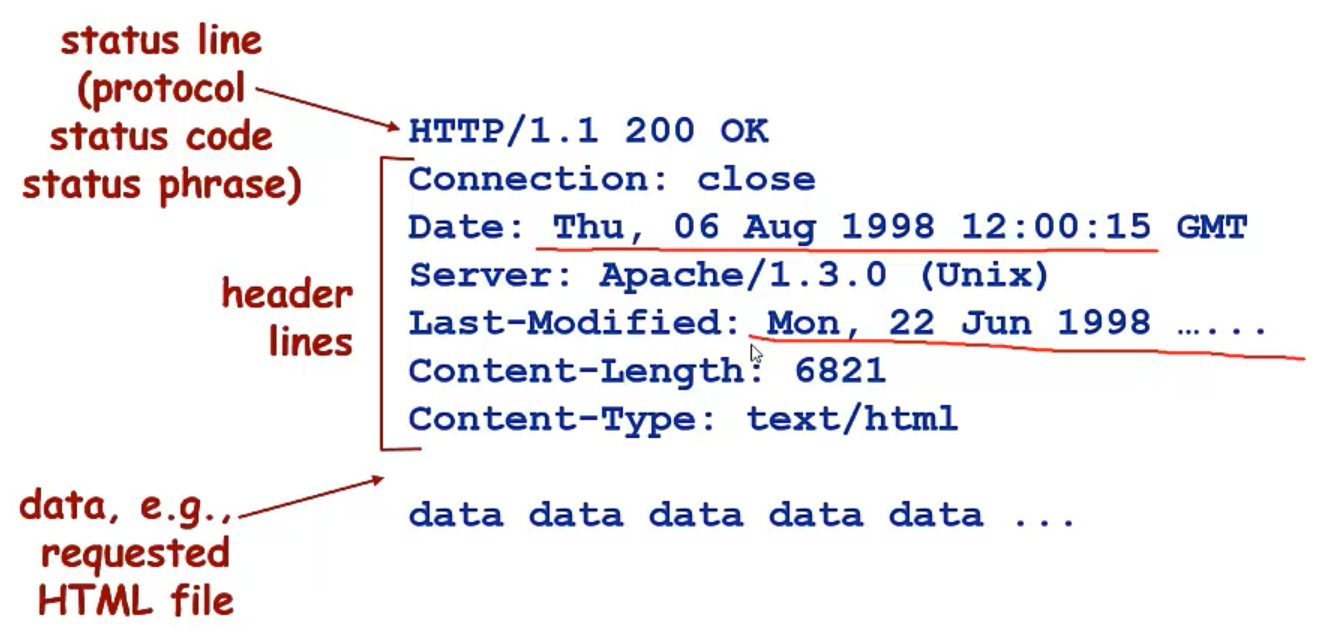 status line
(protocol
status code
status phrase)
HTTP/1.1 200 OK
Connection: close
Date: Thu, 06 Aug 1998 12:00:15 GMT
Server: Apache/1.3.0 (Unix)
Last-Modified: Mon, 22 Jun 1998 …...
Content-Length: 6821
Content-Type: text/html
header
lines
data, e.g.,
requested
HTML file
data data data data data ...